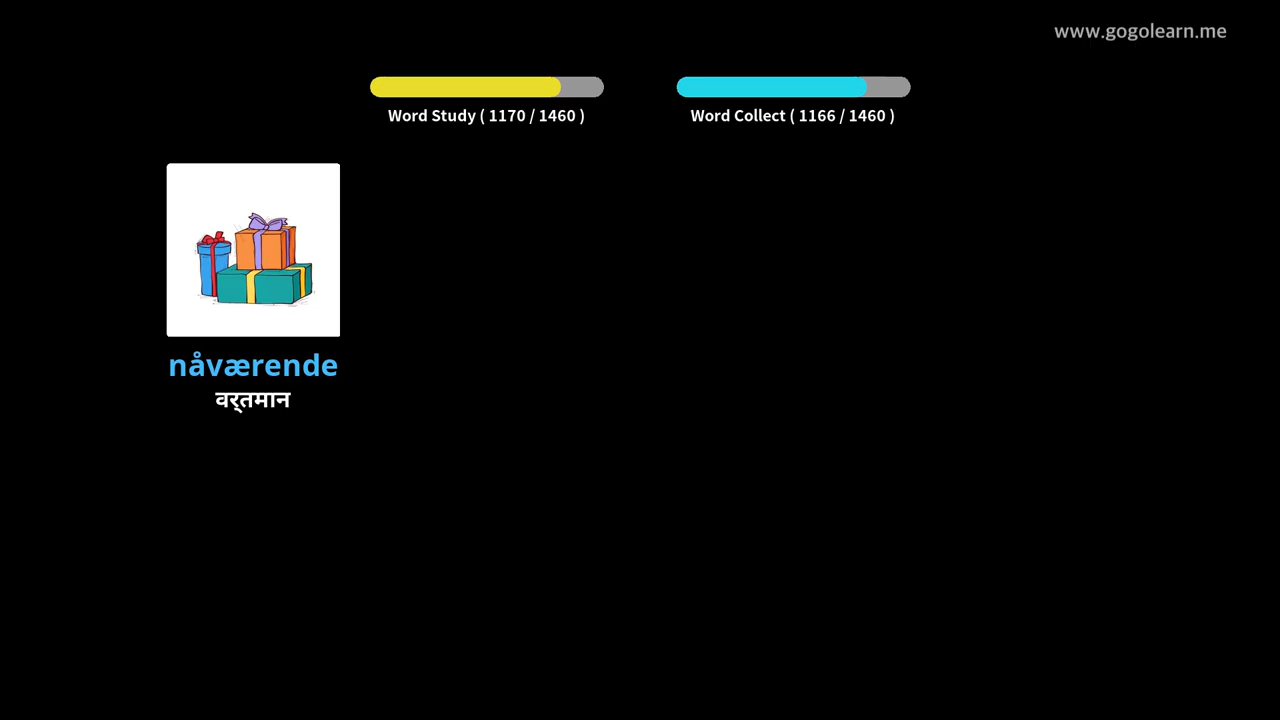 www.gogolearn.me
Word Study ( 1170 / 1460 )
Word Collect ( 1166 / 1460 )
nåværende
वर्तमान